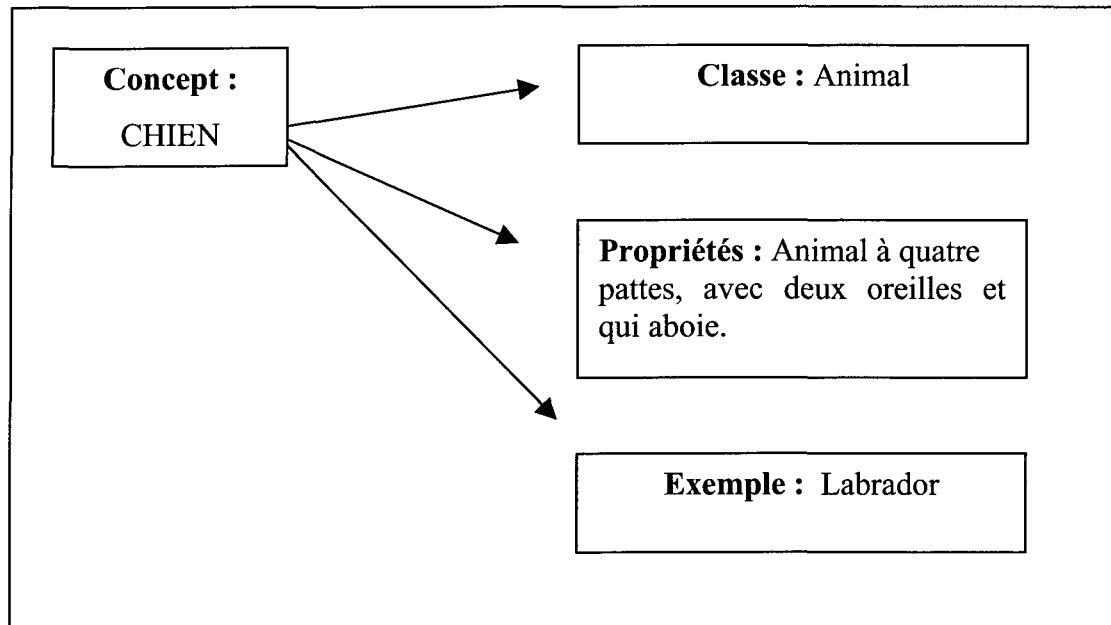 Concept :
CHIEN
Classe : Animal
Propriétés : Animal à quatre
pattes, avec deux oreilles et
qui aboie.
Exemple : Labrador